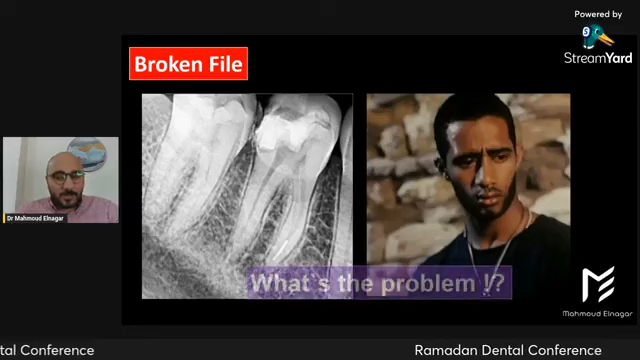 Powered by
S
StreamYard
Broken File
What`s the problem !?
Dr Mahmoud Elnagar
Mahmoud Elnagar
tal Conference
Ramadan Dental Conference